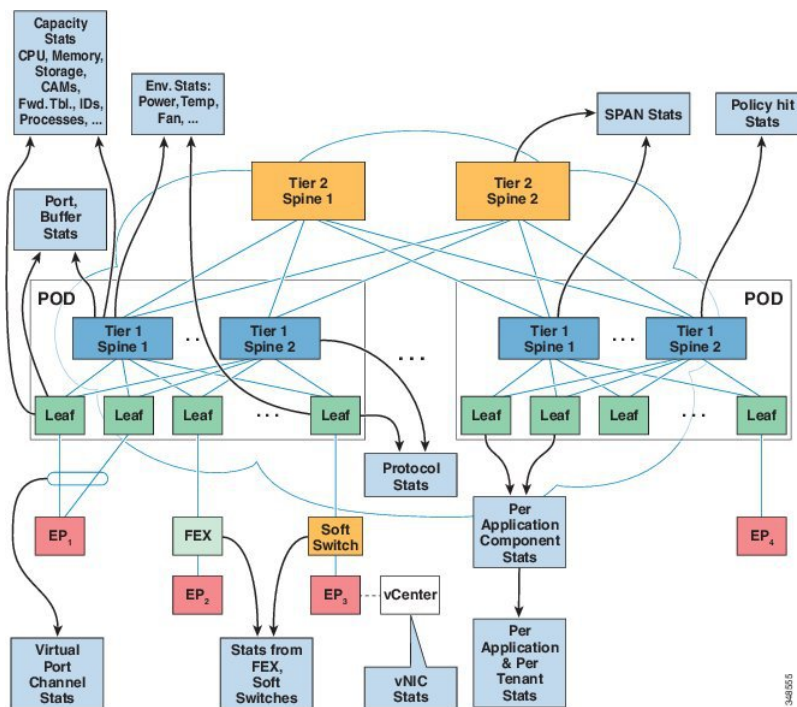 Capacity
Stats
CPU, Memory,
Storage,
CAMs,
Fwd. Tbl., IDs,
Processes, ...
Env. Stats:
Power, Temp,
Fan, ...
SPAN Stats
Policy hit
Stats
Port,
Buffer
Stats
Tier 2
Spine 1
Tier 2
Spine 2
POD
Tier 1
Spine 1
. .
Tier 1
Spine 2
. . .
POD
Tier 1
Spine 1
. . .
Tier 1
Spine 2
Leaf
Leaf
Leaf
. . .
Leaf
Leaf
Leaf
Leaf
. . .
Leaf
Protocol
Stats
Per
Application
Component
Stats
EP₁
FEX
Soft
Switch
EP₄
EP₂
EP₃
vCenter
Virtual
Port
Channel
Stats
Stats from
FEX,
Soft
Switches
vNIC
Stats
Per
Application
& Per
Tenant
Stats
348555